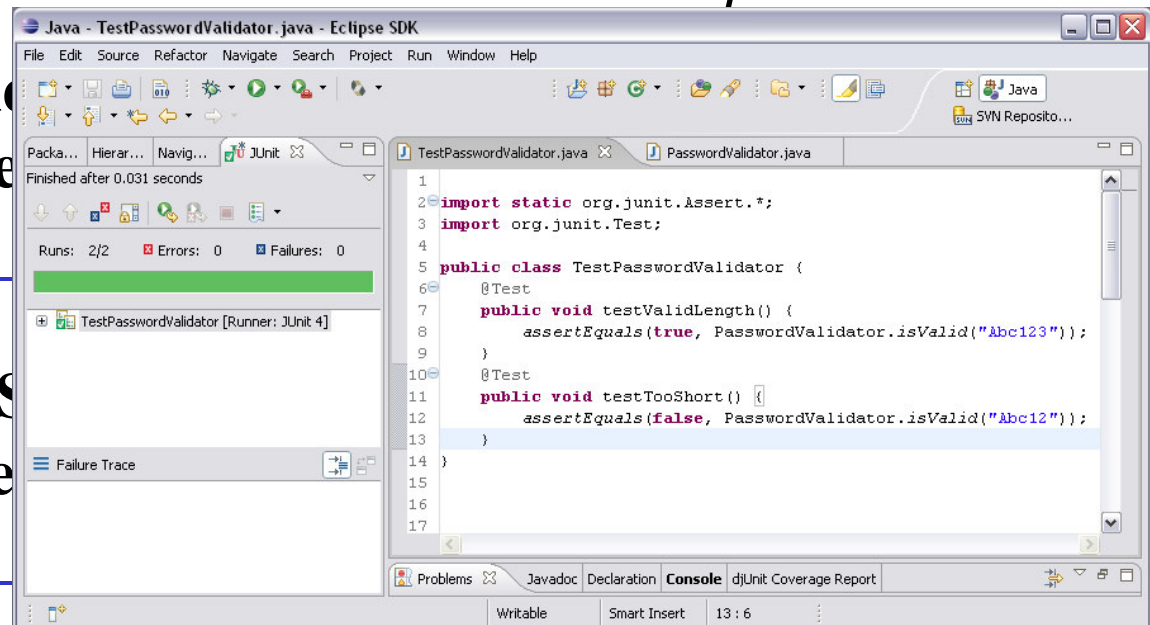 Java - TestPasswordValidator.java - Eclipse SDK
File Edit Source Refactor Navigate Search Project Run Window Help
Java
SVN Reposito...
Packa... Hierar... Navig... JUnit
Finished after 0.031 seconds
Runs: 2/2 Errors: 0 Failures: 0
TestPasswordValidator [Runner: JUnit 4]
Failure Trace
TestPasswordValidator.java PasswordValidator.java
1
2 import static org.junit.Assert.*;
3 import org.junit.Test;
4
5 public class TestPasswordValidator {
6 @Test
7 public void testValidLength() {
8 assertEquals(true, PasswordValidator.isValid("Abc123"));
9 }
10 @Test
11 public void testTooShort() {
12 assertEquals(false, PasswordValidator.isValid("Abc12"));
13 }
14 }
15
16
17
Problems Javadoc Declaration Console djUnit Coverage Report
Writable Smart Insert 13 : 6